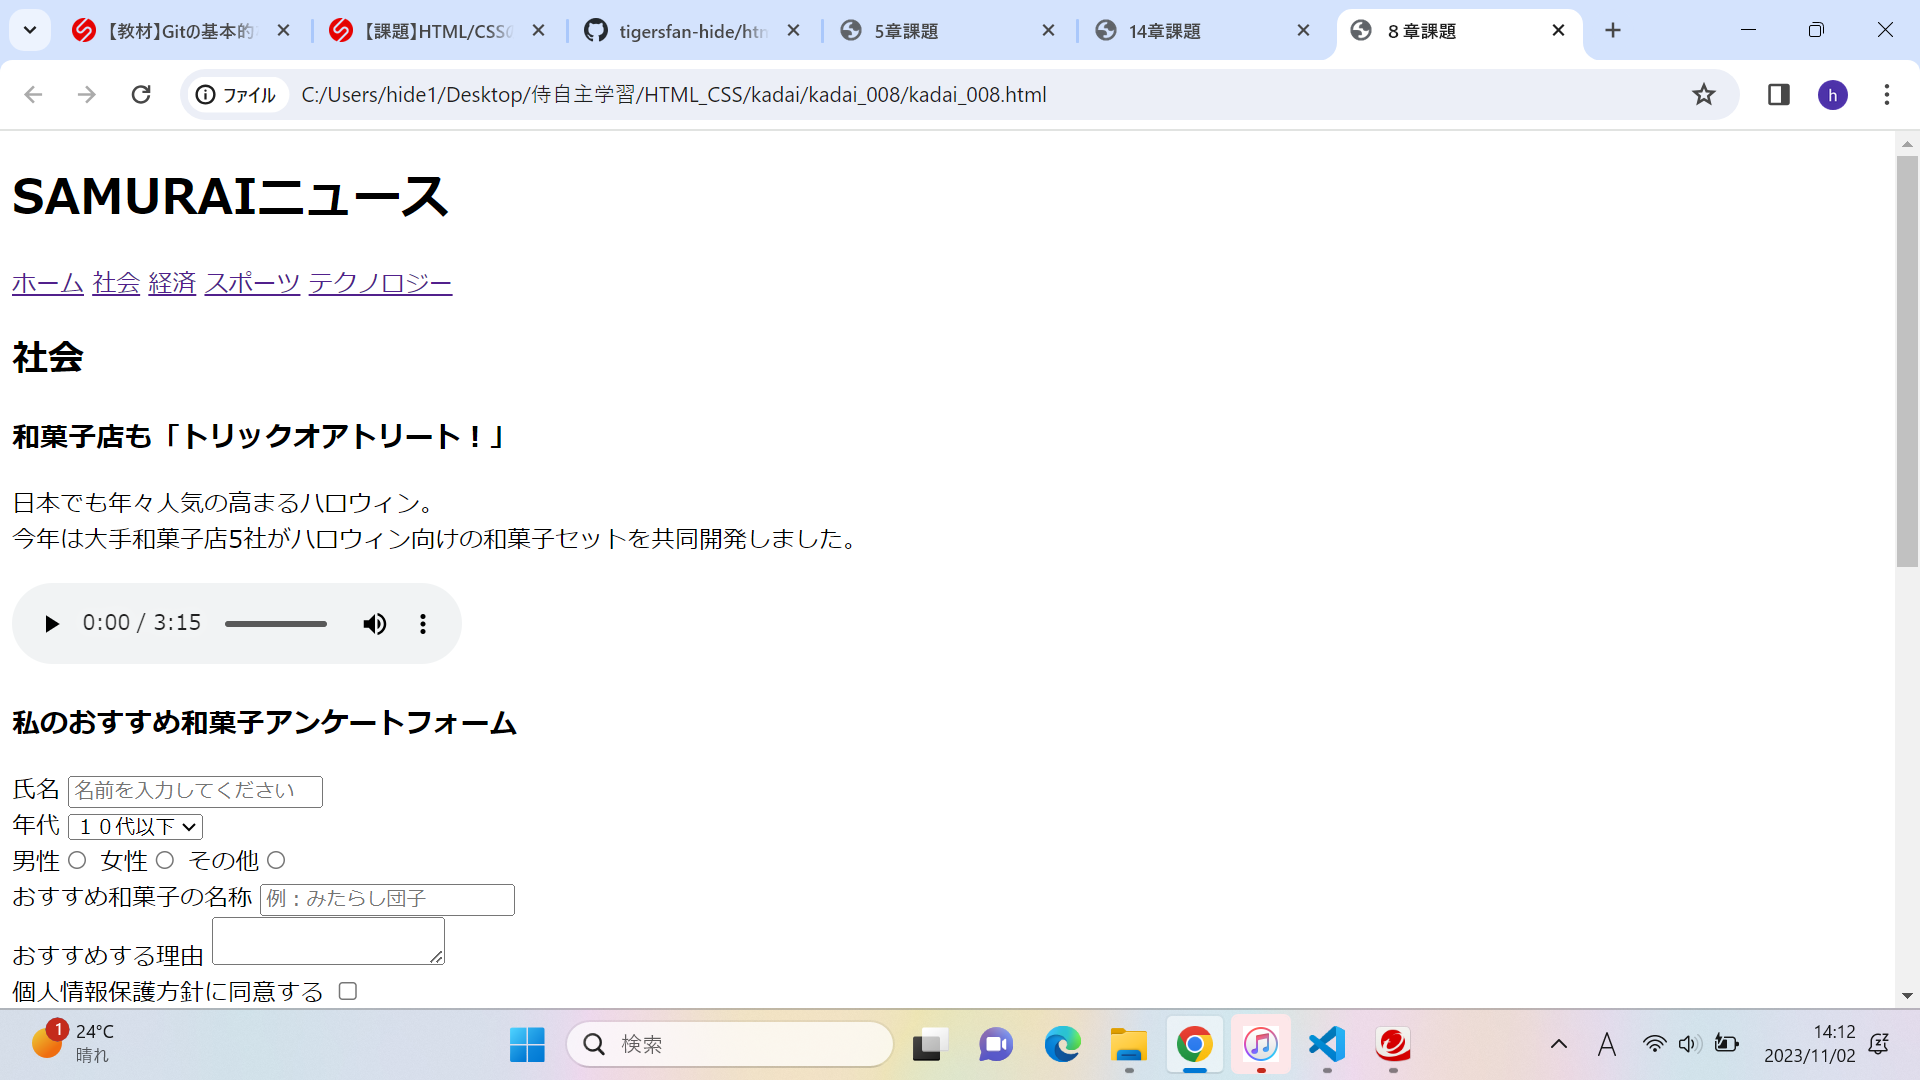 【教材】Gitの基本的
【課題】HTML/CSS
tigersfan-hide/htm
5章課題
14章課題
８章課題
ファイル
C:/Users/hide1/Desktop/侍自主学習/HTML_CSS/kadai/kadai_008/kadai_008.html
h
SAMURAIニュース
ホーム 社会 経済 スポーツ テクノロジー
社会
和菓子店も「トリックオアトリート！」
日本でも年々人気の高まるハロウィン。
今年は大手和菓子店5社がハロウィン向けの和菓子セットを共同開発しました。
0:00 / 3:15
私のおすすめ和菓子アンケートフォーム
氏名 名前を入力してください
年代 １０代以下
男性 女性 その他
おすすめ和菓子の名称 例：みたらし団子
おすすめする理由
個人情報保護方針に同意する
1
24°C
晴れ
検索
A
14:12
2023/11/02